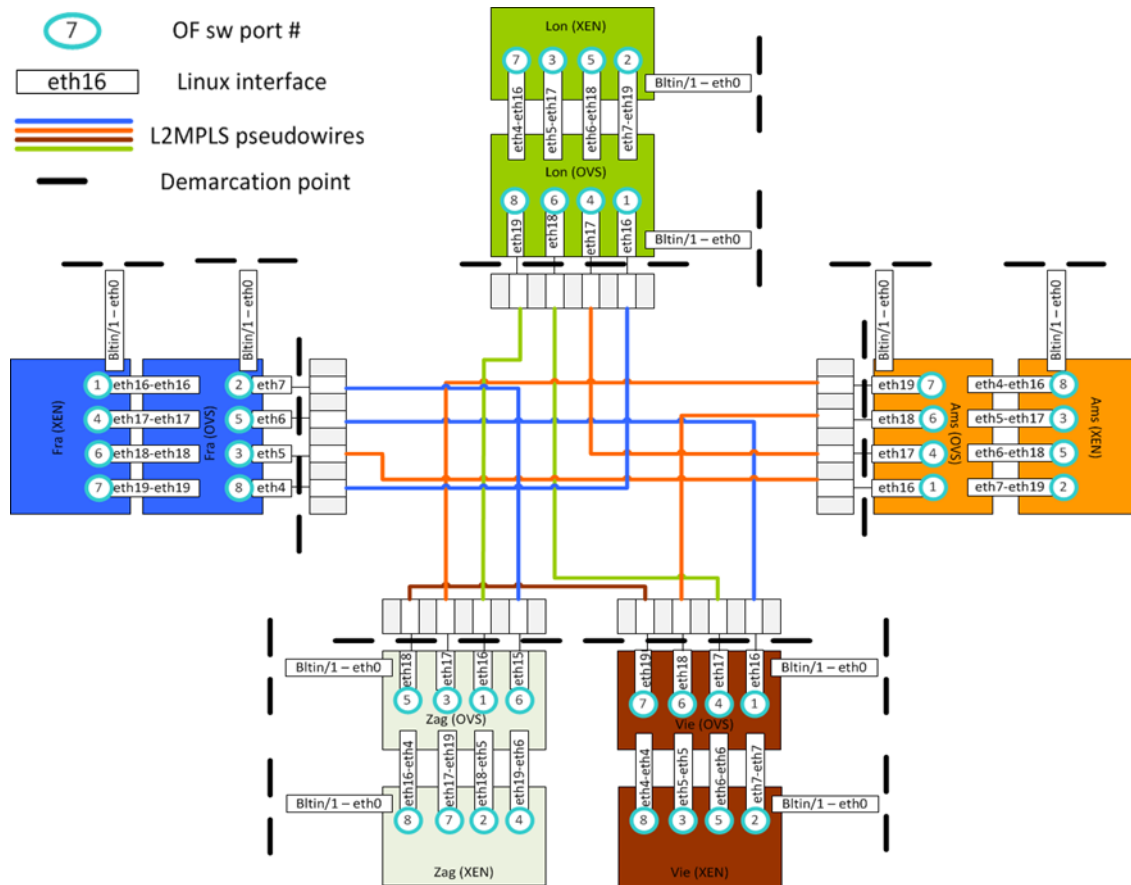 7
OF sw port #
eth16
Linux interface
L2MPLS pseudowires
Demarcation point
Lon (XEN)
7
3
5
2
Bltin/1 – eth0
eth4-eth16
eth5-eth17
eth6-eth18
eth7-eth19
Lon (OVS)
8
6
4
1
eth19
eth18
eth17
eth16
Bltin/1 – eth0
Bltin/1 – eth0
Bltin/1 – eth0
Fra (XEN)
Fra (OVS)
1
eth16-eth16
2
eth7
4
eth17-eth17
5
eth6
6
eth18-eth18
3
eth5
7
eth19-eth19
8
eth4
Bltin/1 – eth0
Bltin/1 – eth0
eth19
7
eth4-eth16
8
eth18
6
eth5-eth17
3
eth17
4
eth6-eth18
5
eth16
1
eth7-eth19
2
Ams (OVS)
Ams (XEN)
Bltin/1 – eth0
eth18
eth17
eth16
eth15
5
3
1
6
Zag (OVS)
eth16-eth4
eth17-eth19
eth18-eth5
eth19-eth6
Bltin/1 – eth0
8
7
2
4
Zag (XEN)
eth19
eth18
eth17
eth16
Bltin/1 – eth0
7
6
4
1
Vie (OVS)
eth4-eth4
eth5-eth5
eth6-eth6
eth7-eth7
Bltin/1 – eth0
8
3
5
2
Vie (XEN)